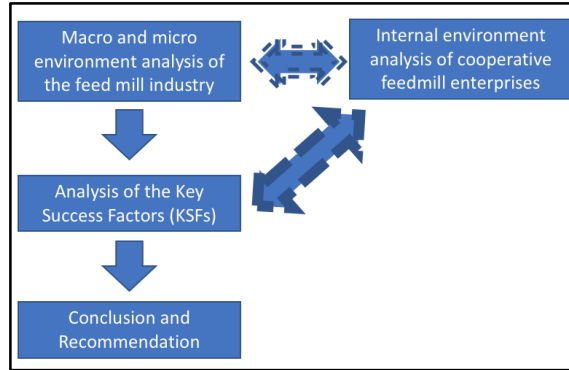 Macro and micro
environment analysis of
the feed mill industry
Internal environment
analysis of cooperative
feedmill enterprises
Analysis of the Key
Success Factors (KSFs)
Conclusion and
Recommendation